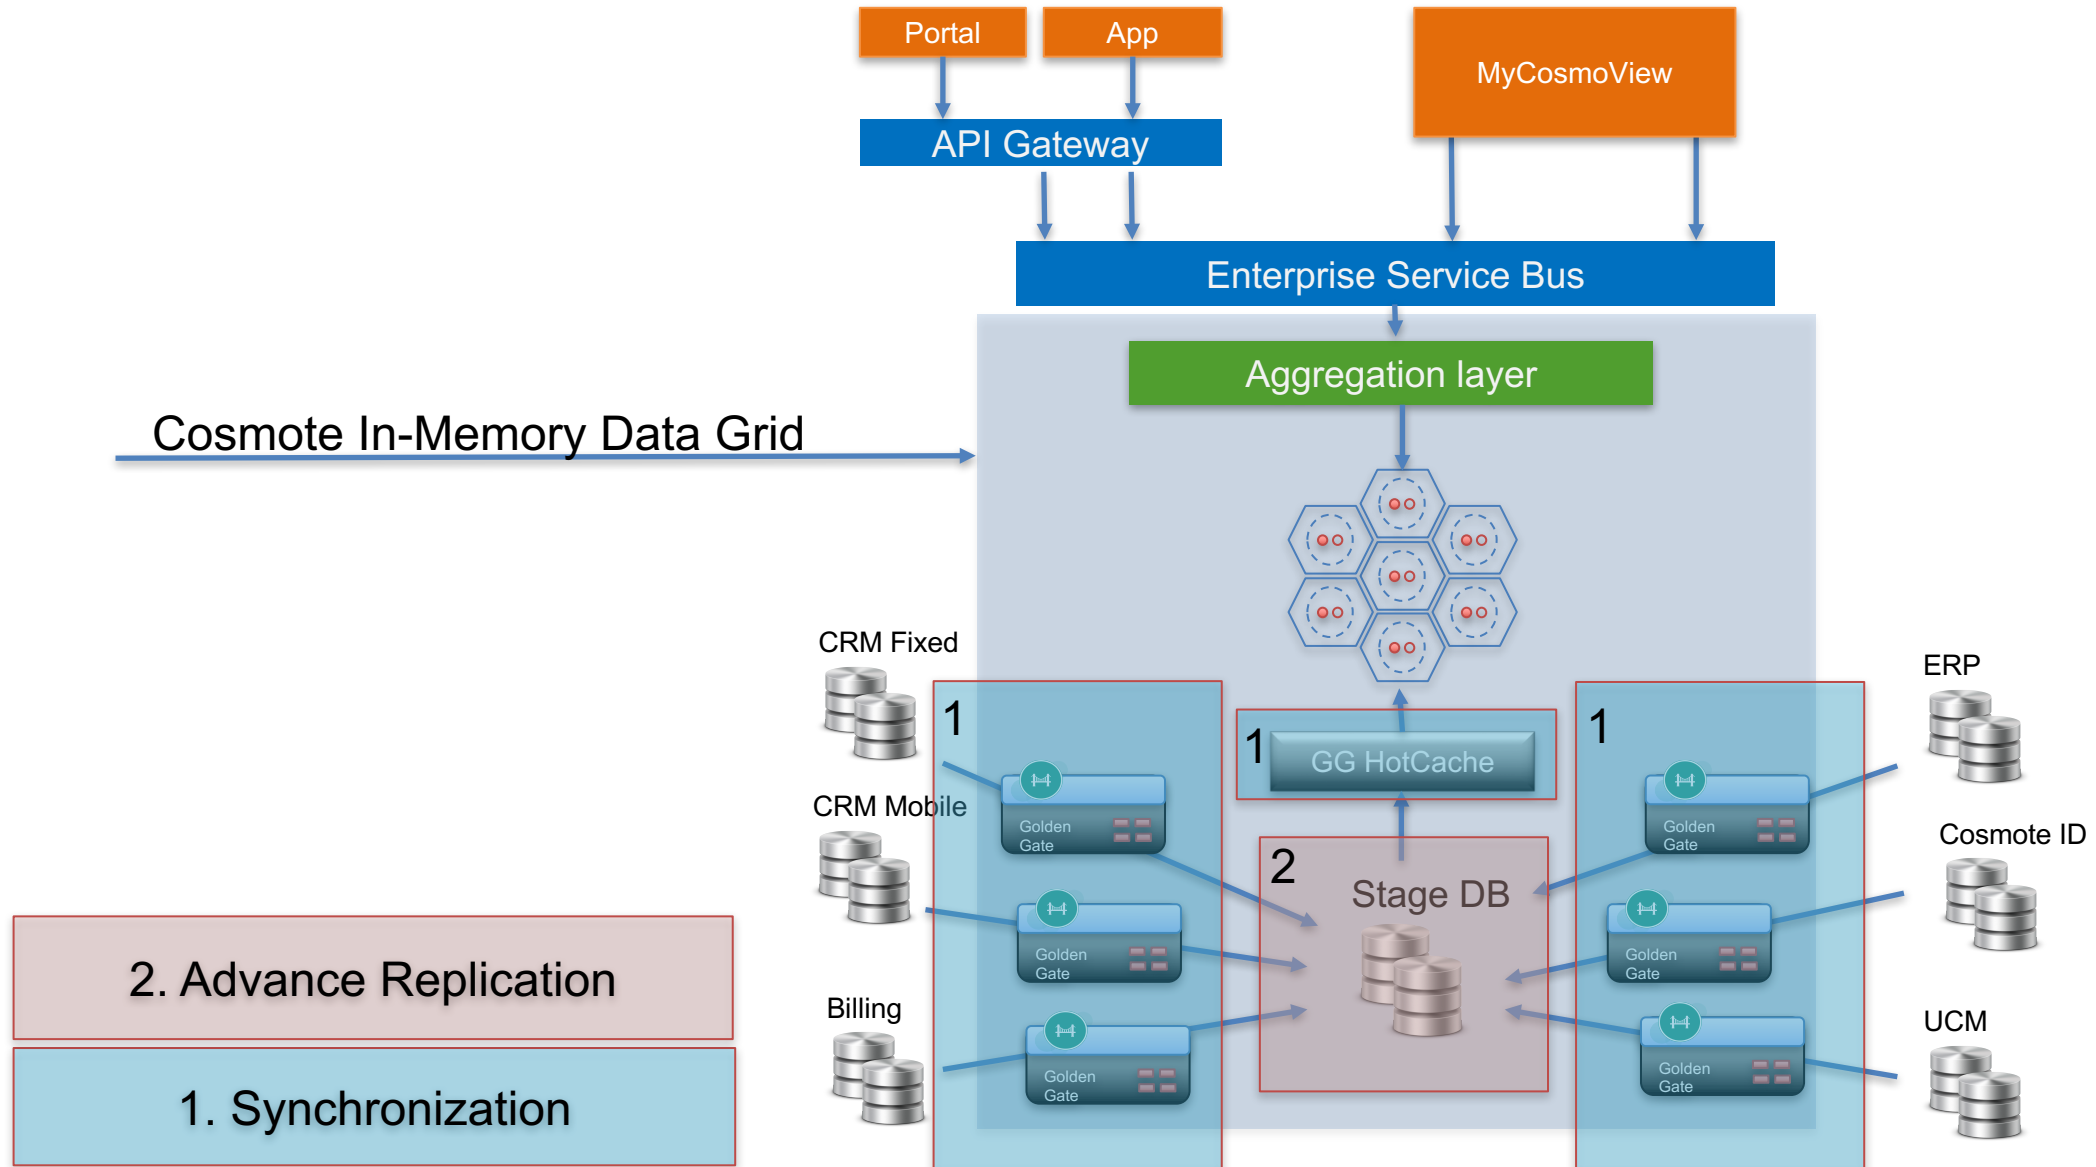 Portal
App
MyCosmoView
API Gateway
Enterprise Service Bus
Aggregation layer
Cosmote In-Memory Data Grid
CRM Fixed
ERP
1
1
GG HotCache
1
CRM Mobile
Golden
Gate
Golden
Gate
Cosmote ID
2
Stage DB
Golden
Gate
Golden
Gate
2. Advance Replication
Billing
UCM
Golden
Gate
Golden
Gate
1. Synchronization